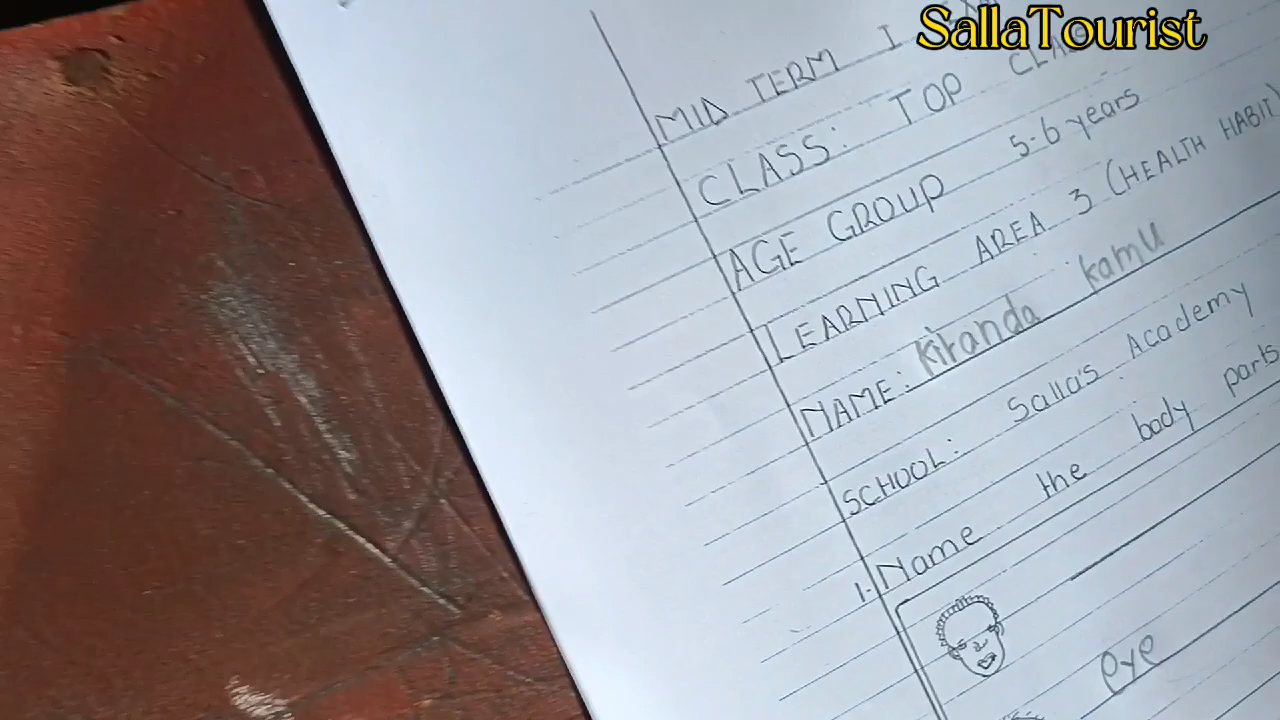 SallaTourist
MID TERM I
CLASS: TOP CLASS
AGE GROUP 5-6 years
LEARNING AREA 3 (HEALTH HABIT)
NAME: Kiranda kamu
SCHOOL: Salla's Academy
1. Name the body parts
eye